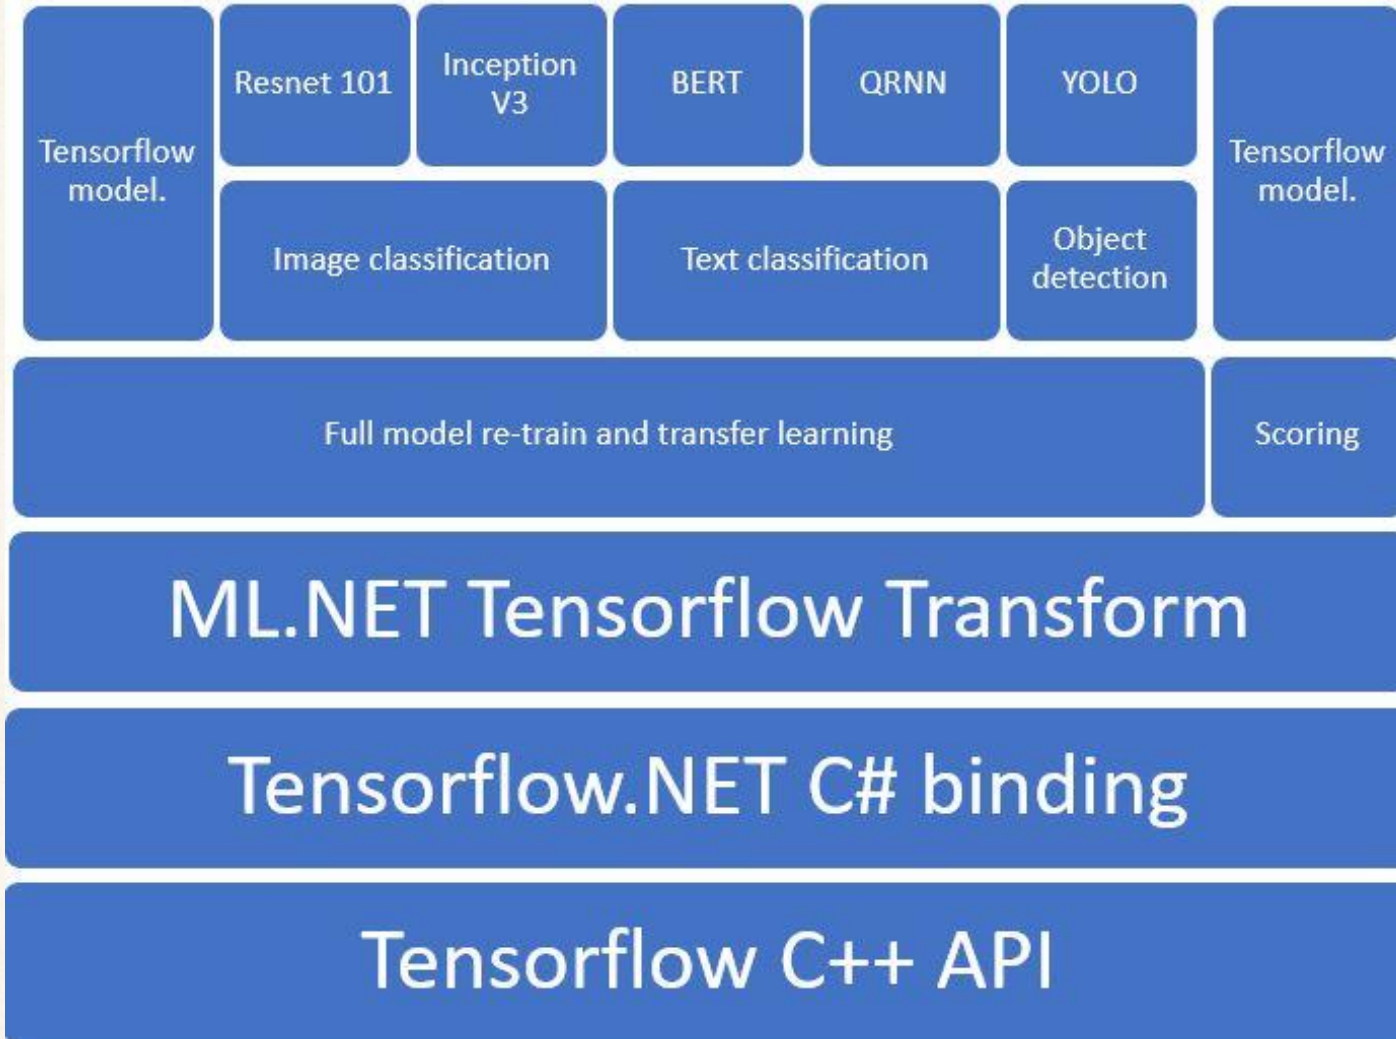 Tensorflow
model.
Resnet 101
Inception
V3
BERT
QRNN
YOLO
Tensorflow
model.
Image classification
Text classification
Object
detection
Full model re-train and transfer learning
Scoring
ML.NET Tensorflow Transform
Tensorflow.NET C# binding
Tensorflow C++ API